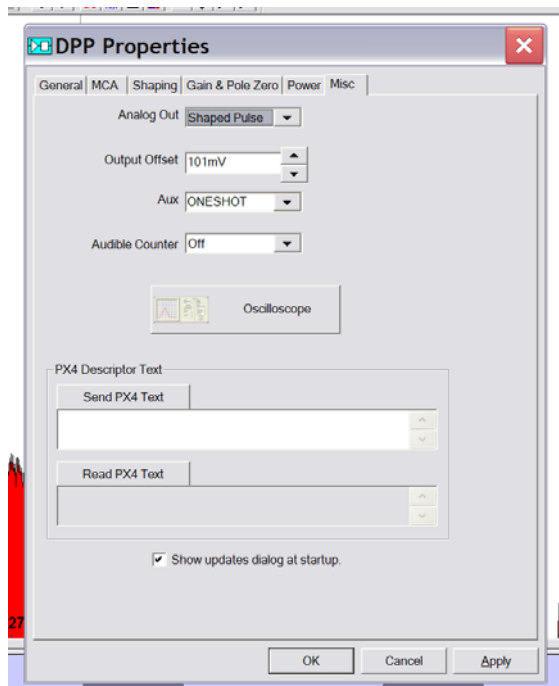 DPP Properties
General MCA Shaping Gain & Pole Zero Power Misc
Analog Out Shaped Pulse
Output Offset 101mV
Aux ONESHOT
Audible Counter Off
Oscilloscope
PX4 Descriptor Text
Send PX4 Text
Read PX4 Text
Show updates dialog at startup.
27
OK Cancel Apply